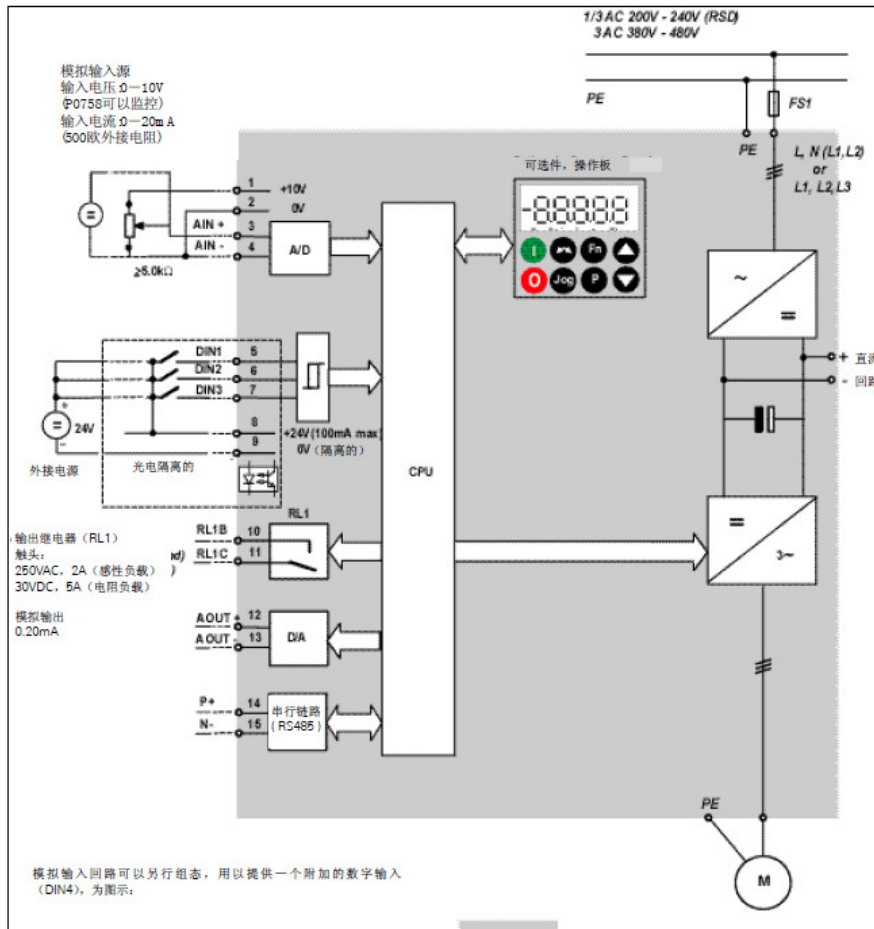 1/3 AC 200V - 240V (RSD)
3 AC 380V - 480V
PE
FS1
PE
L, N (L1,L2)
or
L1, L2,L3
模拟输入源
输入电压:0－10V
(P0758可以监控)
输入电流:0－20mA
(500欧外接电阻)
1
+10V
2
0V
AIN +
3
AIN -
4
A/D
≥5.0kΩ
可选件，操作板
-88888
I
Fn
0
Jog
P
~
=
+ 直流
- 回路
DIN1
5
DIN2
6
DIN3
7
+
=
24V
-
8
+24V(100mA max)
9
0V（隔离的）
外接电源
光电隔离的
CPU
RL1
RL1B
10
RL1C
11
输出继电器（RL1）
触头:
250VAC，2A（感性负载）
30VDC，5A（电阻负载）
=
3~
模拟输出
0.20mA
AOUT +
12
AOUT -
13
D/A
P+
14
N-
15
串行链路
( RS485 )
PE
M
模拟输入回路可以另行组态，用以提供一个附加的数字输入
（DIN4），为图示: